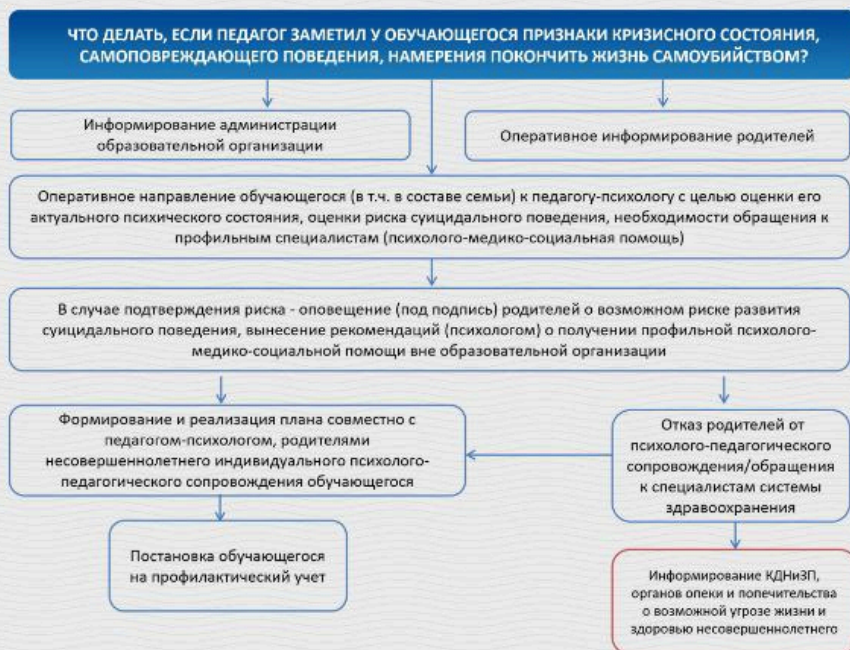 ЧТО ДЕЛАТЬ, ЕСЛИ ПЕДАГОГ ЗАМЕТИЛ У ОБУЧАЮЩЕГОСЯ ПРИЗНАКИ КРИЗИСНОГО СОСТОЯНИЯ,
САМОПОВРЕЖДАЮЩЕГО ПОВЕДЕНИЯ, НАМЕРЕНИЯ ПОКОНЧИТЬ ЖИЗНЬ САМОУБИЙСТВОМ?
Информирование администрации
образовательной организации
Оперативное информирование родителей
Оперативное направление обучающегося (в т.ч. в составе семьи) к педагогу-психологу с целью оценки его
актуального психического состояния, оценки риска суицидального поведения, необходимости обращения к
профильным специалистам (психолого-медико-социальная помощь)
В случае подтверждения риска - оповещение (под подпись) родителей о возможном риске развития
суицидального поведения, вынесение рекомендаций (психологом) о получении профильной психолого-
медико-социальной помощи вне образовательной организации
Формирование и реализация плана совместно с
педагогом-психологом, родителями
несовершеннолетнего индивидуального психолого-
педагогического сопровождения обучающегося
Отказ родителей от
психолого-педагогического
сопровождения/обращения
к специалистам системы
здравоохранения
Постановка обучающегося
на профилактический учет
Информирование КДНиЗП,
органов опеки и попечительства
о возможной угрозе жизни и
здоровью несовершеннолетнего